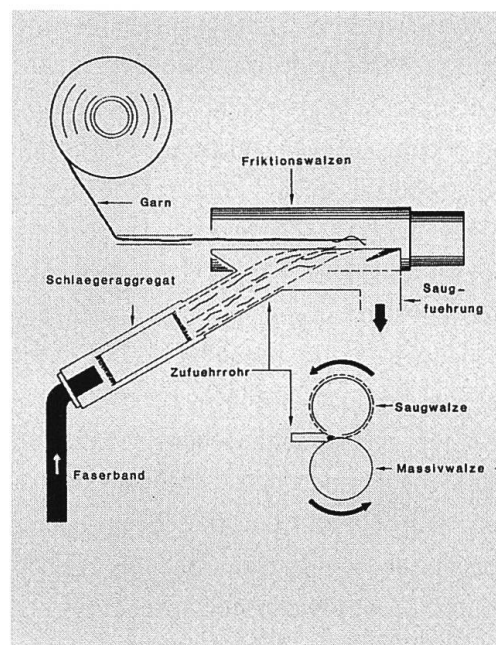 Friktionswalzen
Garn
Schlaegeraggregat
Saug-
fuehrung
Zufuehrrohr
Saugwalze
Massivwalze
Faserband